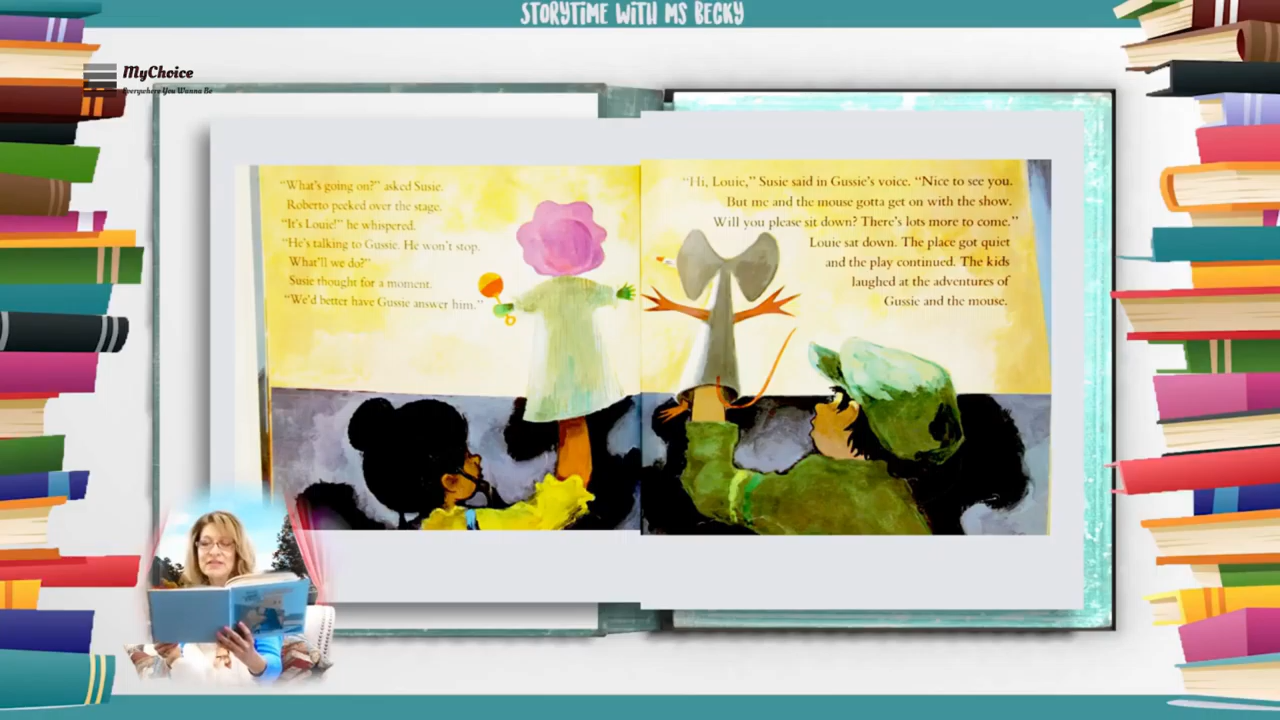 STORYTIME WITH MS BECKY
MyChoice
Everywhere You Wanna Be
“What’s going on?” asked Susie.
Roberto peeked over the stage.
“It’s Louie!” he whispered.
“He’s talking to Gussie. He won’t stop.
What’ll we do?”
Susie thought for a moment.
“We’d better have Gussie answer him.”
“Hi, Louie,” Susie said in Gussie’s voice. “Nice to see you.
But me and the mouse gotta get on with the show.
Will you please sit down? There’s lots more to come.”
Louie sat down. The place got quiet
and the play continued. The kids
laughed at the adventures of
Gussie and the mouse.